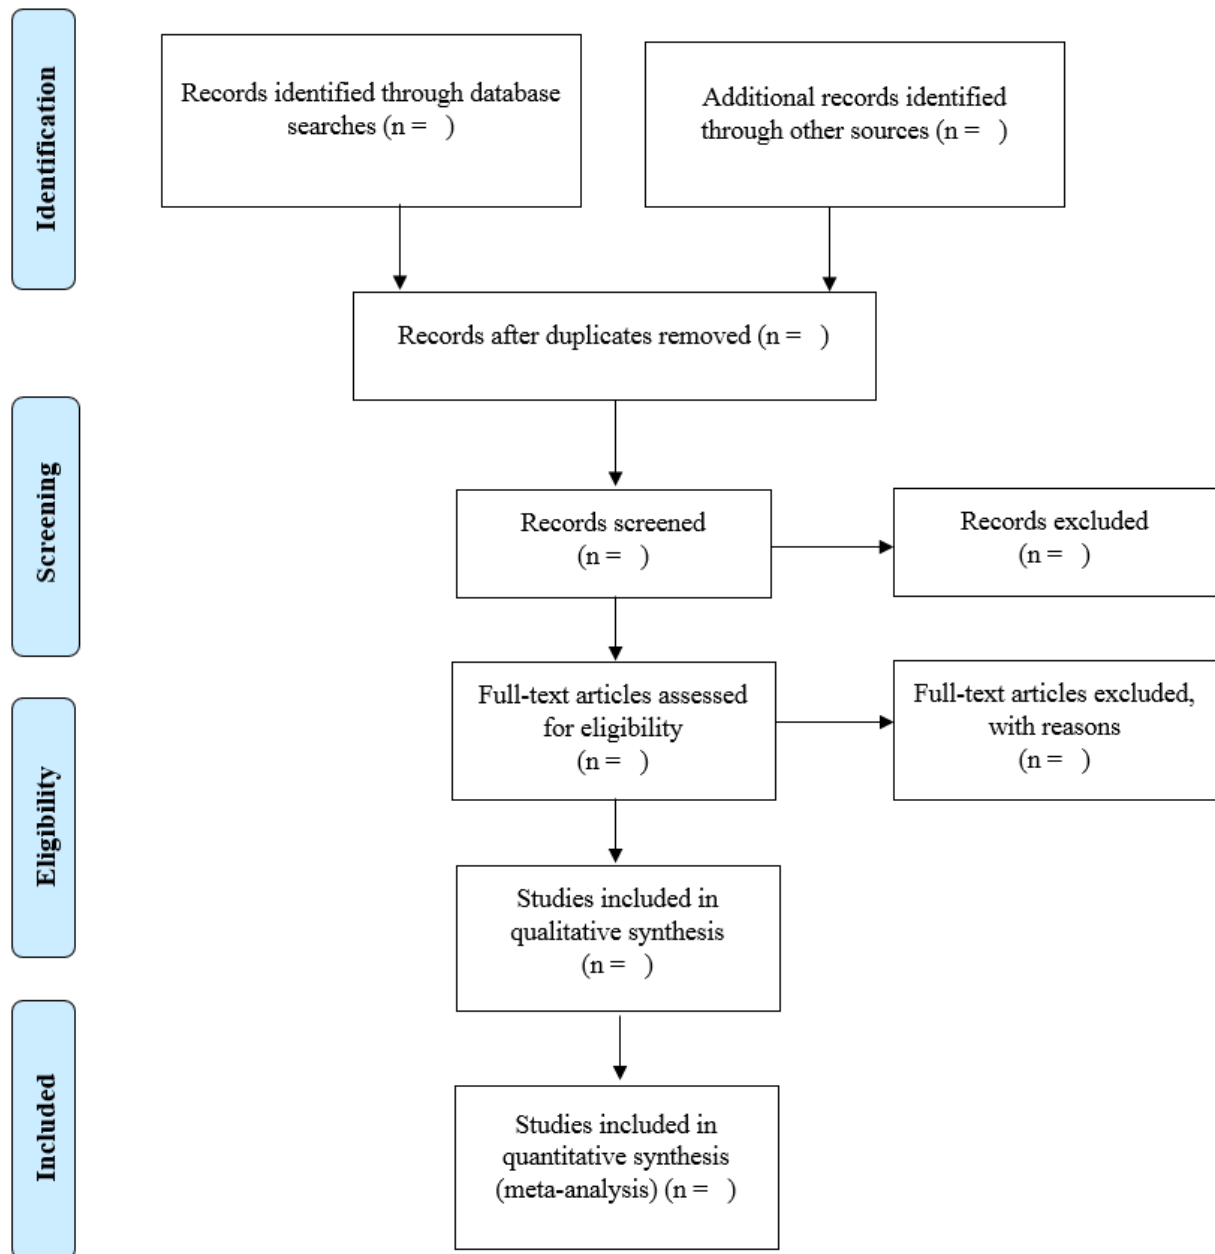 Identification
Records identified through database
searches (n =   )
Additional records identified
through other sources (n =   )
Records after duplicates removed (n =   )
Screening
Records screened
(n =   )
Records excluded
(n =   )
Eligibility
Full-text articles assessed
for eligibility
(n =   )
Full-text articles excluded,
with reasons
(n =   )
Studies included in
qualitative synthesis
(n =   )
Included
Studies included in
quantitative synthesis
(meta-analysis) (n =   )